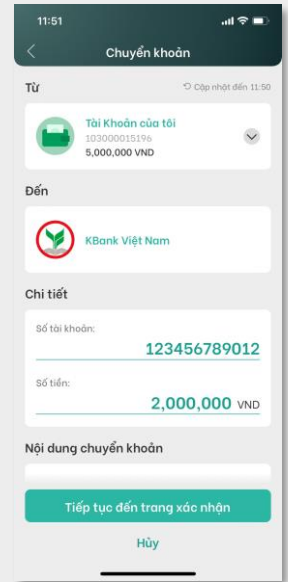 11:51
Chuyển khoản
Từ
Cập nhật đến 11:50
Tài Khoản của tôi
103000015196
5,000,000 VND
Đến
KBank Việt Nam
Chi tiết
Số tài khoản:
123456789012
Số tiền:
2,000,000 VND
Nội dung chuyển khoản
Tiếp tục đến trang xác nhận
Hủy